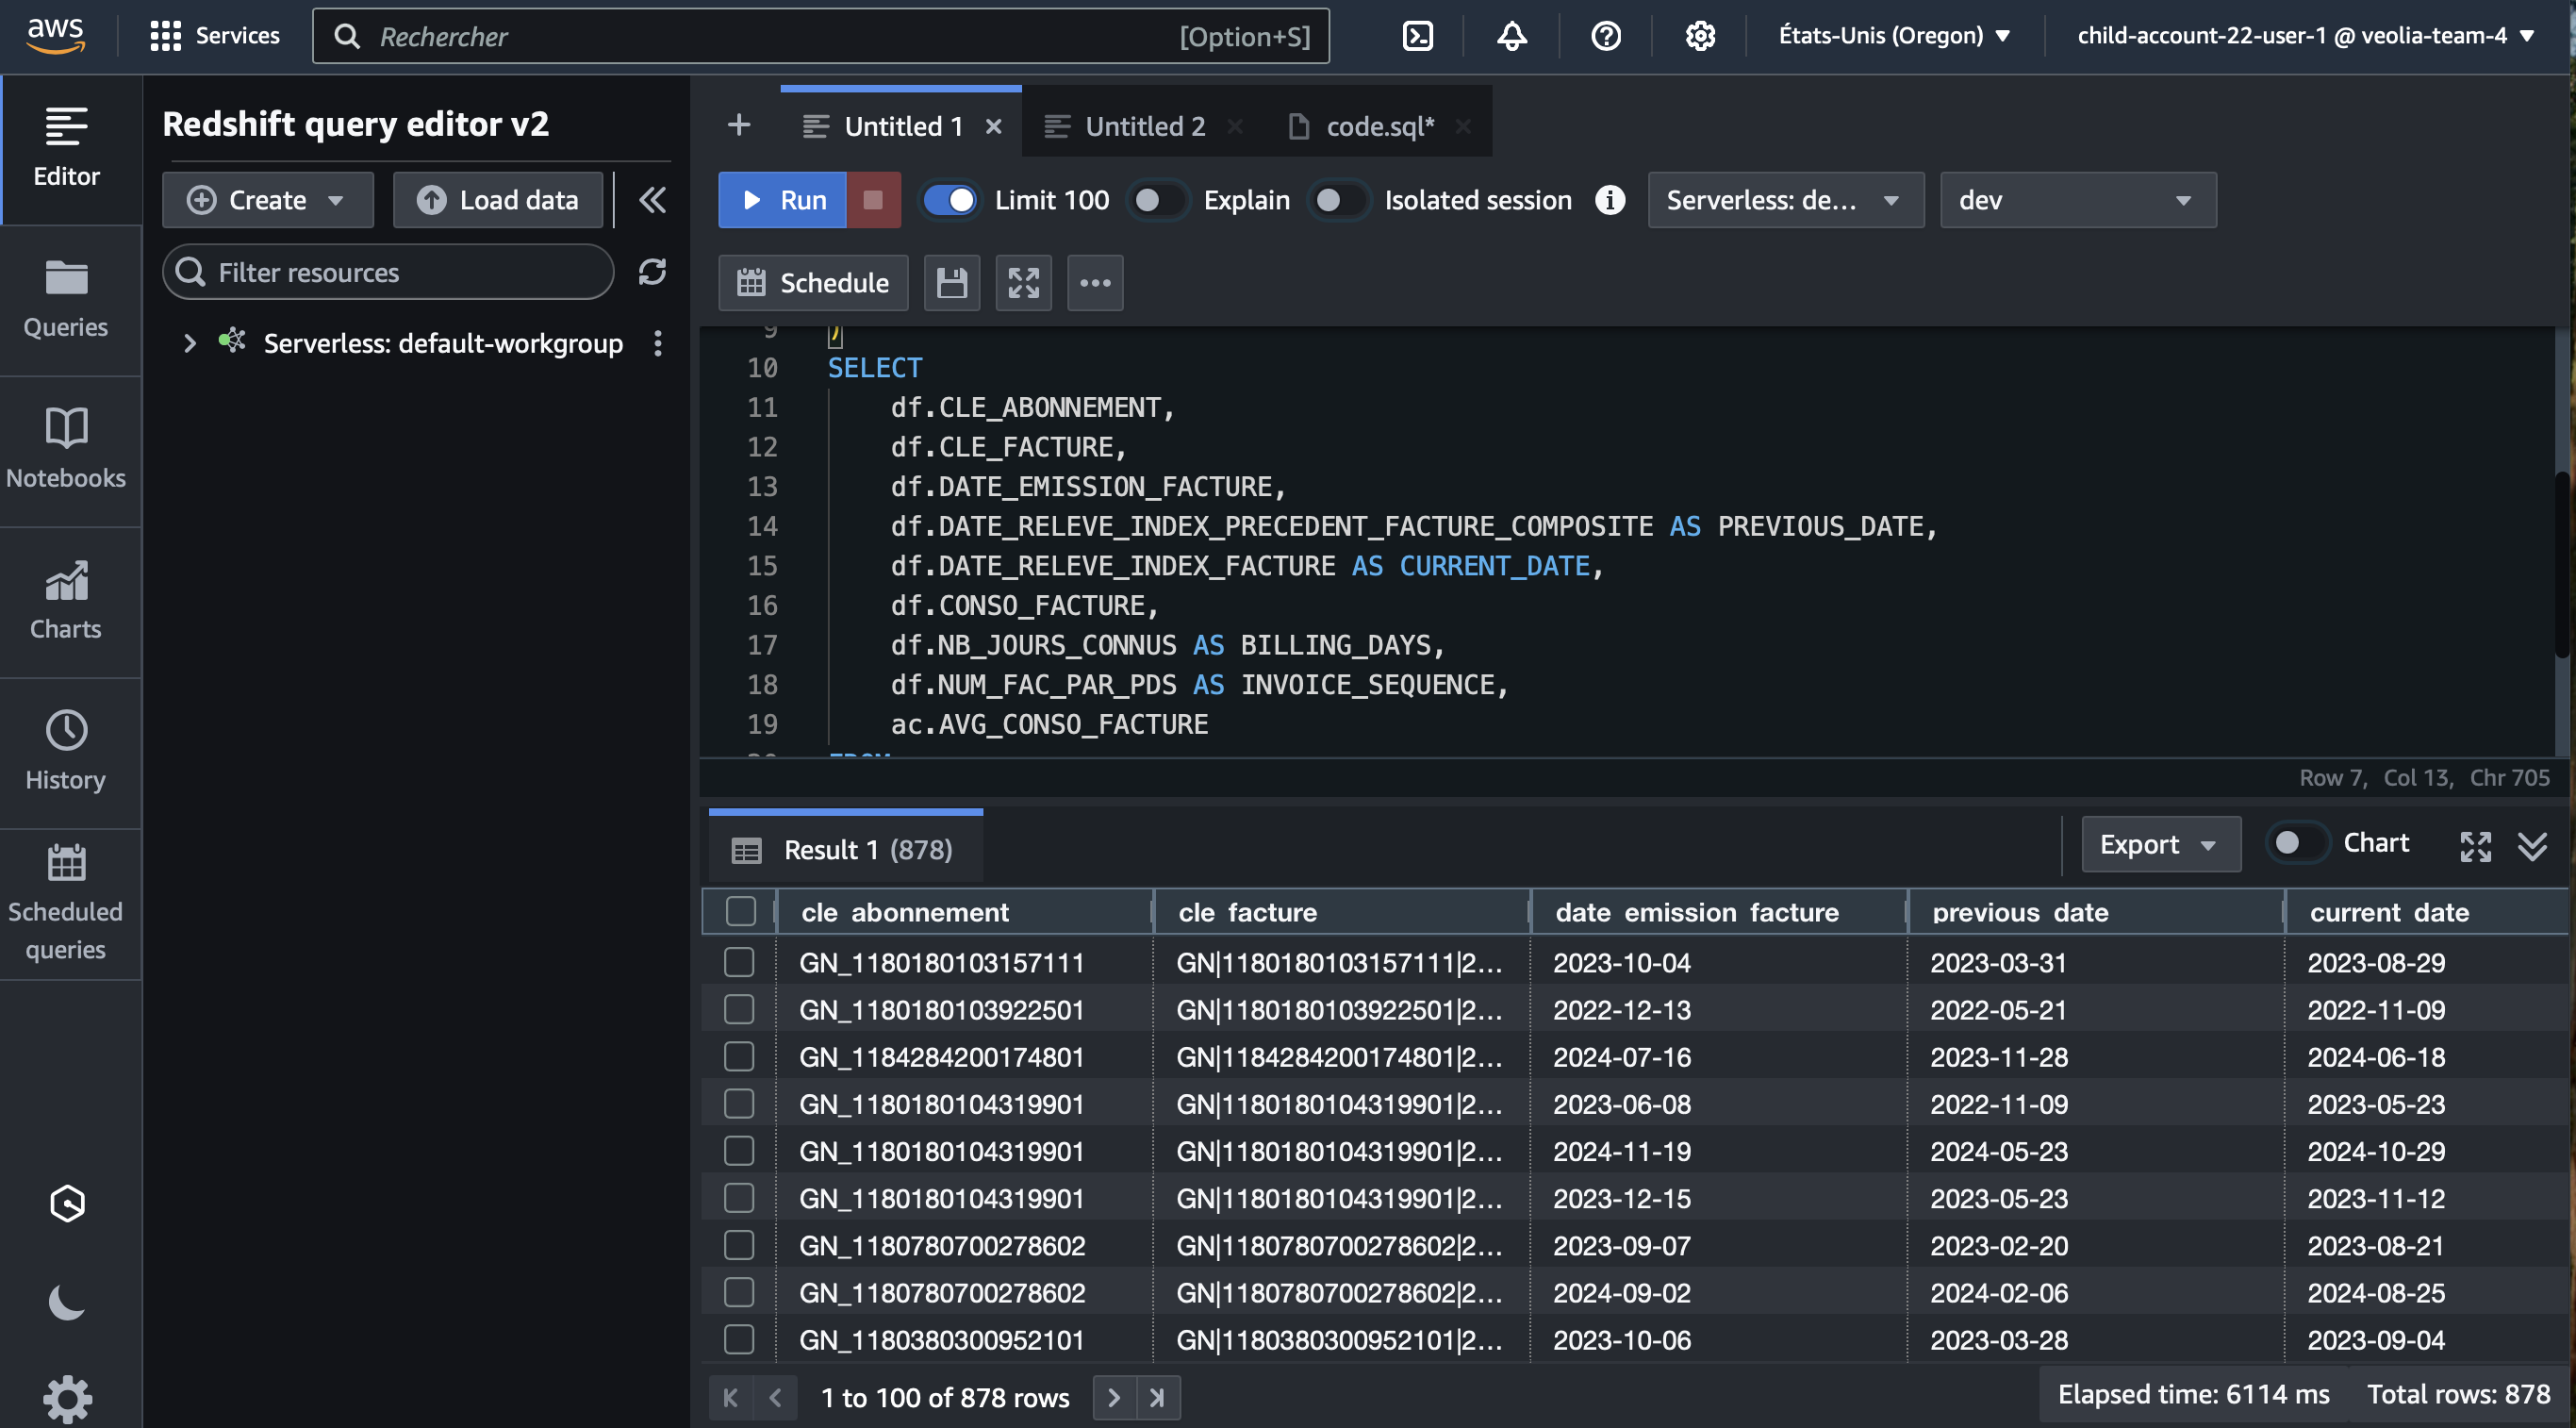 aws
Services
Rechercher
[Option+S]
États-Unis (Oregon)
child-account-22-user-1 @ veolia-team-4
Editor
Queries
Notebooks
Charts
History
Scheduled
queries
Redshift query editor v2
Create
Load data
Filter resources
Serverless: default-workgroup
Untitled 1
Untitled 2
code.sql*
Run
Limit 100
Explain
Isolated session
Serverless: de...
dev
Schedule
9 )
10 SELECT
11 df.CLE_ABONNEMENT,
12 df.CLE_FACTURE,
13 df.DATE_EMISSION_FACTURE,
14 df.DATE_RELEVE_INDEX_PRECEDENT_FACTURE_COMPOSITE AS PREVIOUS_DATE,
15 df.DATE_RELEVE_INDEX_FACTURE AS CURRENT_DATE,
16 df.CONSO_FACTURE,
17 df.NB_JOURS_CONNUS AS BILLING_DAYS,
18 df.NUM_FAC_PAR_PDS AS INVOICE_SEQUENCE,
19 ac.AVG_CONSO_FACTURE
Row 7, Col 13, Chr 705
Result 1 (878)
Export
Chart
cle_abonnement cle_facture date_emission_facture previous_date current_date
GN_1180180103157111 GN|1180180103157111|2... 2023-10-04 2023-03-31 2023-08-29
GN_1180180103922501 GN|1180180103922501|2... 2022-12-13 2022-05-21 2022-11-09
GN_1184284200174801 GN|1184284200174801|2... 2024-07-16 2023-11-28 2024-06-18
GN_1180180104319901 GN|1180180104319901|2... 2023-06-08 2022-11-09 2023-05-23
GN_1180180104319901 GN|1180180104319901|2... 2024-11-19 2024-05-23 2024-10-29
GN_1180180104319901 GN|1180180104319901|2... 2023-12-15 2023-05-23 2023-11-12
GN_1180780700278602 GN|1180780700278602|2... 2023-09-07 2023-02-20 2023-08-21
GN_1180780700278602 GN|1180780700278602|2... 2024-09-02 2024-02-06 2024-08-25
GN_1180380300952101 GN|1180380300952101|2... 2023-10-06 2023-03-28 2023-09-04
1 to 100 of 878 rows
Elapsed time: 6114 ms Total rows: 878